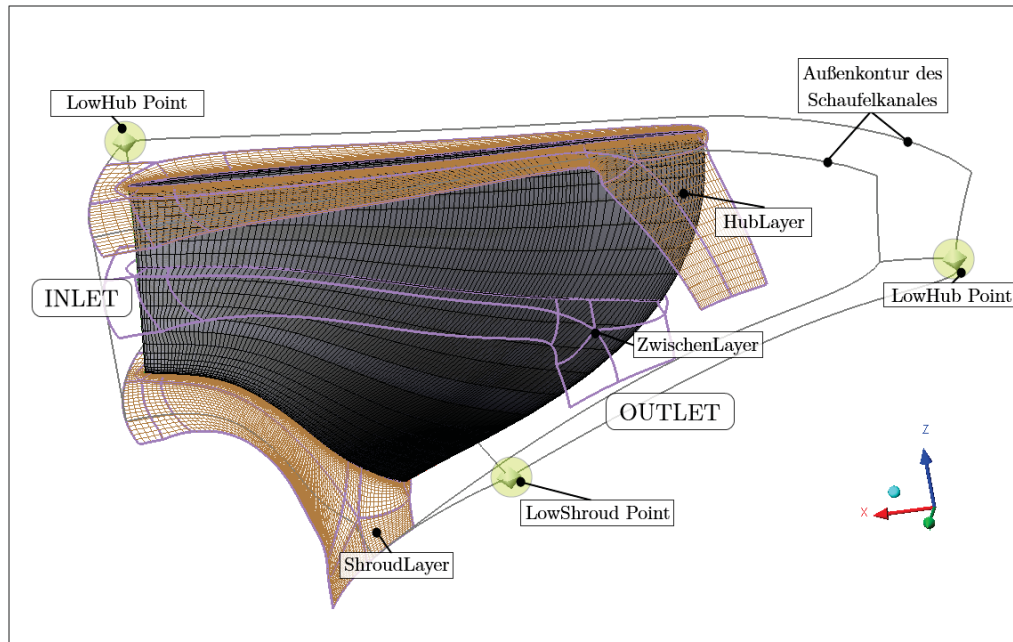 Außenkontur des
Schaufelkanales
LowHub Point
HubLayer
INLET
LowHub Point
ZwischenLayer
OUTLET
Z
X
LowShroud Point
ShroudLayer